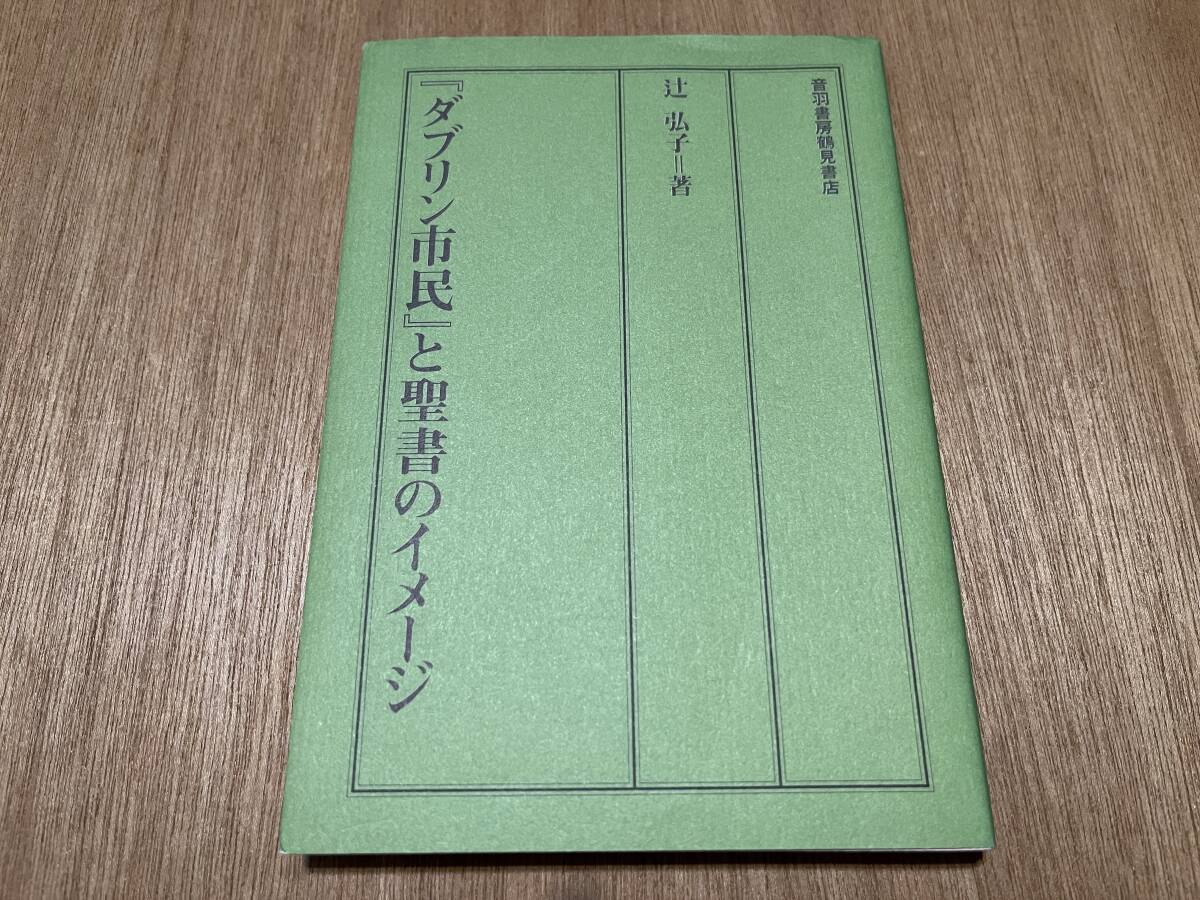 音羽書房鶴見書店
辻 弘子=著
『ダブリン市民』と聖書のイメージ